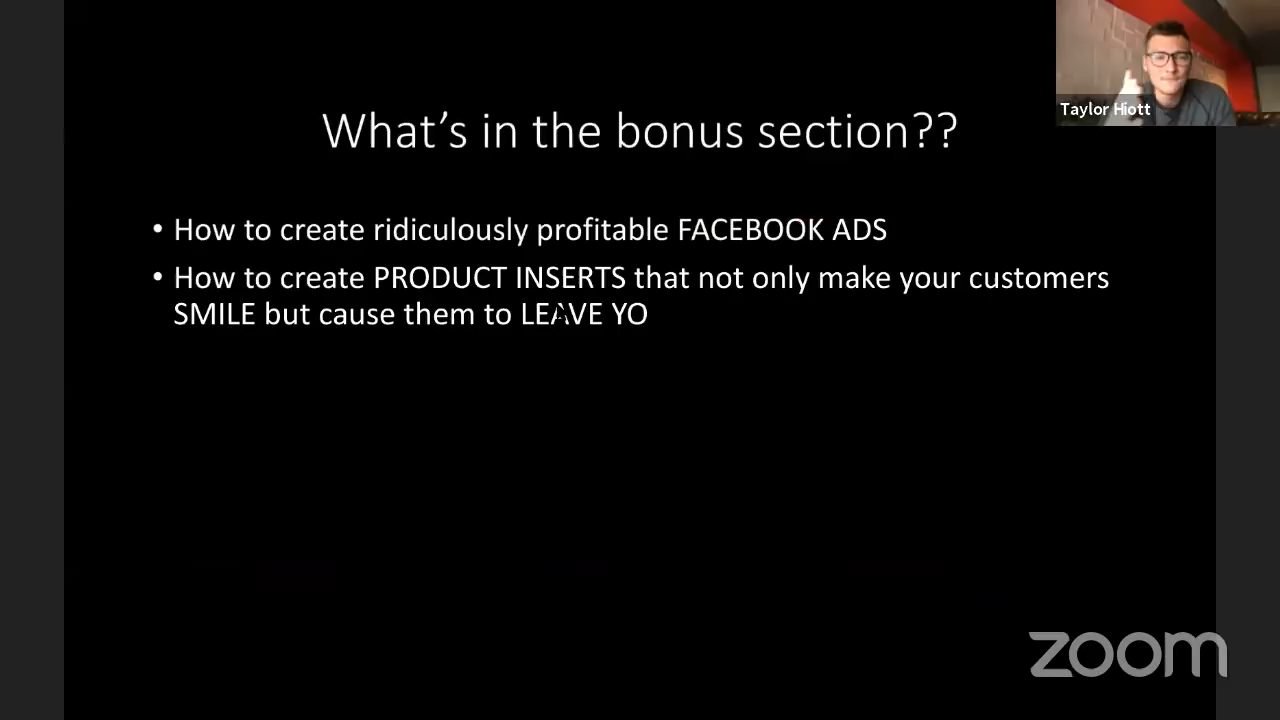 Taylor Hiott
What's in the bonus section??
• How to create ridiculously profitable FACEBOOK ADS
• How to create PRODUCT INSERTS that not only make your customers
SMILE but cause them to LEAVE YO
zoom